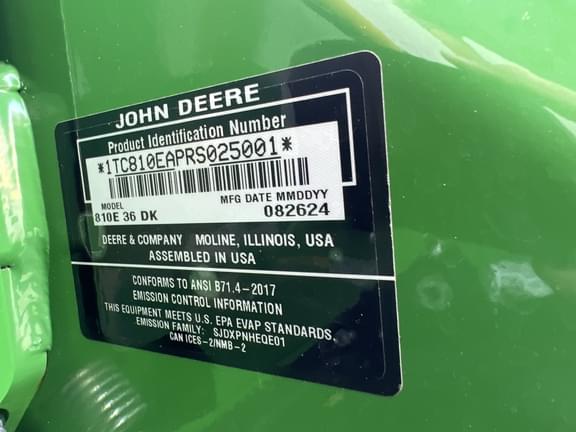 JOHN DEERE
Product Identification Number
*1TC810EAPRS025001*
MODEL MFG DATE MMDDYY
810E 36 DK 082624
DEERE & COMPANY MOLINE, ILLINOIS, USA
ASSEMBLED IN USA
CONFORMS TO ANSI B71.4-2017
EMISSION CONTROL INFORMATION
THIS EQUIPMENT MEETS U.S. EPA EVAP STANDARDS,
EMISSION FAMILY: SJDXPNHEQE01
CAN ICES-2/NMB-2